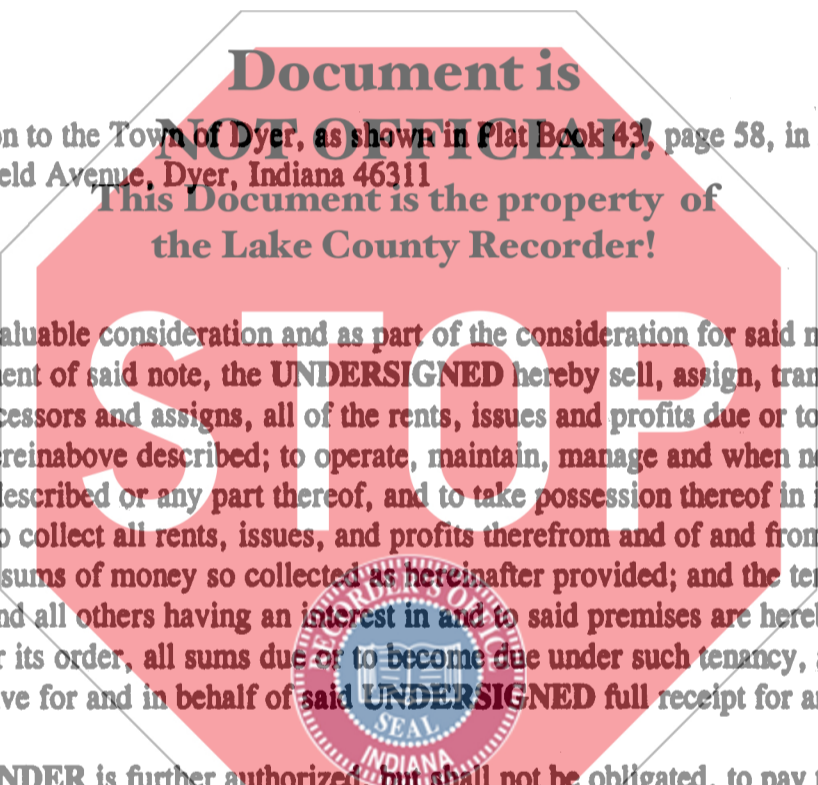 Document is
NOT OFFICIAL!
on to the Town of Dyer, as shown in Plat Book 43, page 58, in
eld Avenue, Dyer, Indiana 46311
This Document is the property of
the Lake County Recorder!
STOP
aluable consideration and as part of the consideration for said
ent of said note, the UNDERSIGNED hereby sell, assign, tran
cessors and assigns, all of the rents, issues and profits due or to
reinabove described; to operate, maintain, manage and when
escribed or any part thereof, and to take possession thereof in
o collect all rents, issues, and profits therefrom and of and from
sums of money so collected as hereinafter provided; and the ter
nd all others having an interest in and to said premises are hereb
r its order, all sums due or to become due under such tenancy,
ve for and in behalf of said UNDERSIGNED full receipt for
RECORDER'S OFFICE
SEAL
INDIANA
NDER is further authorized, but shall not be obligated, to pay